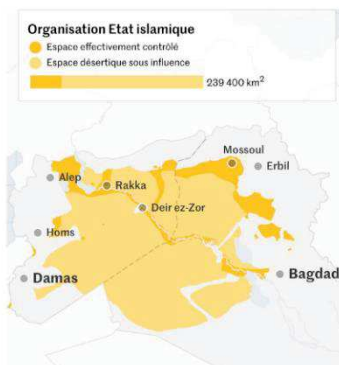 Organisation Etat islamique
Espace effectivement contrôlé
Espace désertique sous influence
239 400 km²
Mossoul
Alep
Erbil
Rakka
Deir ez-Zor
Homs
Damas
Bagdad